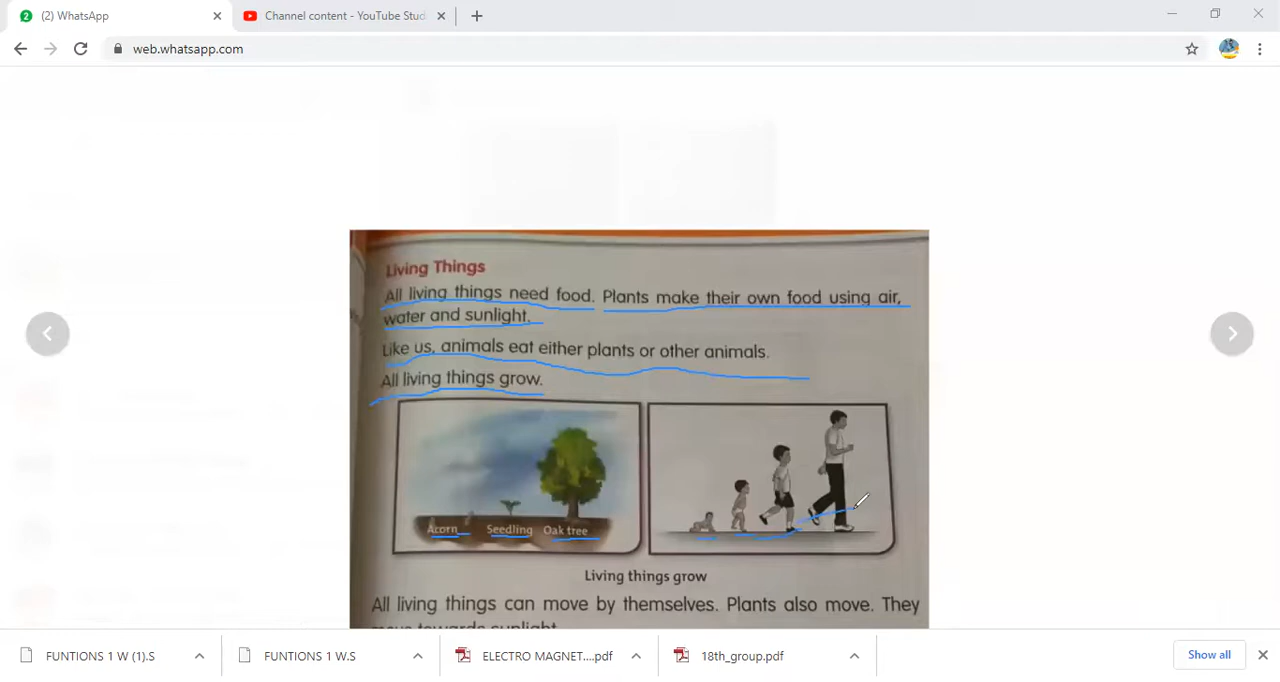 (2) WhatsApp
Channel content - YouTube Stud
web.whatsapp.com
Living Things
All living things need food. Plants make their own food using air,
water and sunlight.
Like us, animals eat either plants or other animals.
All living things grow.
Acorn Seedling Oak tree
Living things grow
All living things can move by themselves. Plants also move. They
move towards sunlight.
FUNTIONS 1 W (1).S
FUNTIONS 1 W.S
ELECTRO MAGNET....pdf
18th_group.pdf
Show all